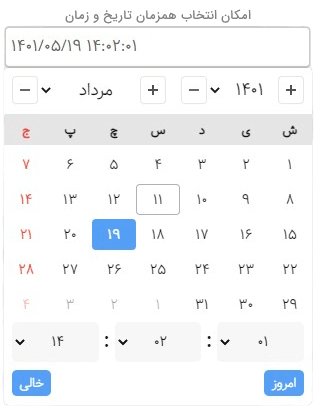 امکان انتخاب همزمان تاریخ و زمان
۱۴۰۱/۰۵/۱۹ ۱۴:۰۲:۰۱
+ ۱۴۰۱ − + مرداد −
ش ی د س چ پ ج
۱ ۲ ۳ ۴ ۵ ۶ ۷
۸ ۹ ۱۰ ۱۱ ۱۲ ۱۳ ۱۴
۱۵ ۱۶ ۱۷ ۱۸ ۱۹ ۲۰ ۲۱
۲۲ ۲۳ ۲۴ ۲۵ ۲۶ ۲۷ ۲۸
۲۹ ۳۰ ۳۱ ۱ ۲ ۳ ۴
۱۴ : ۰۲ : ۰۱
امروز خالی